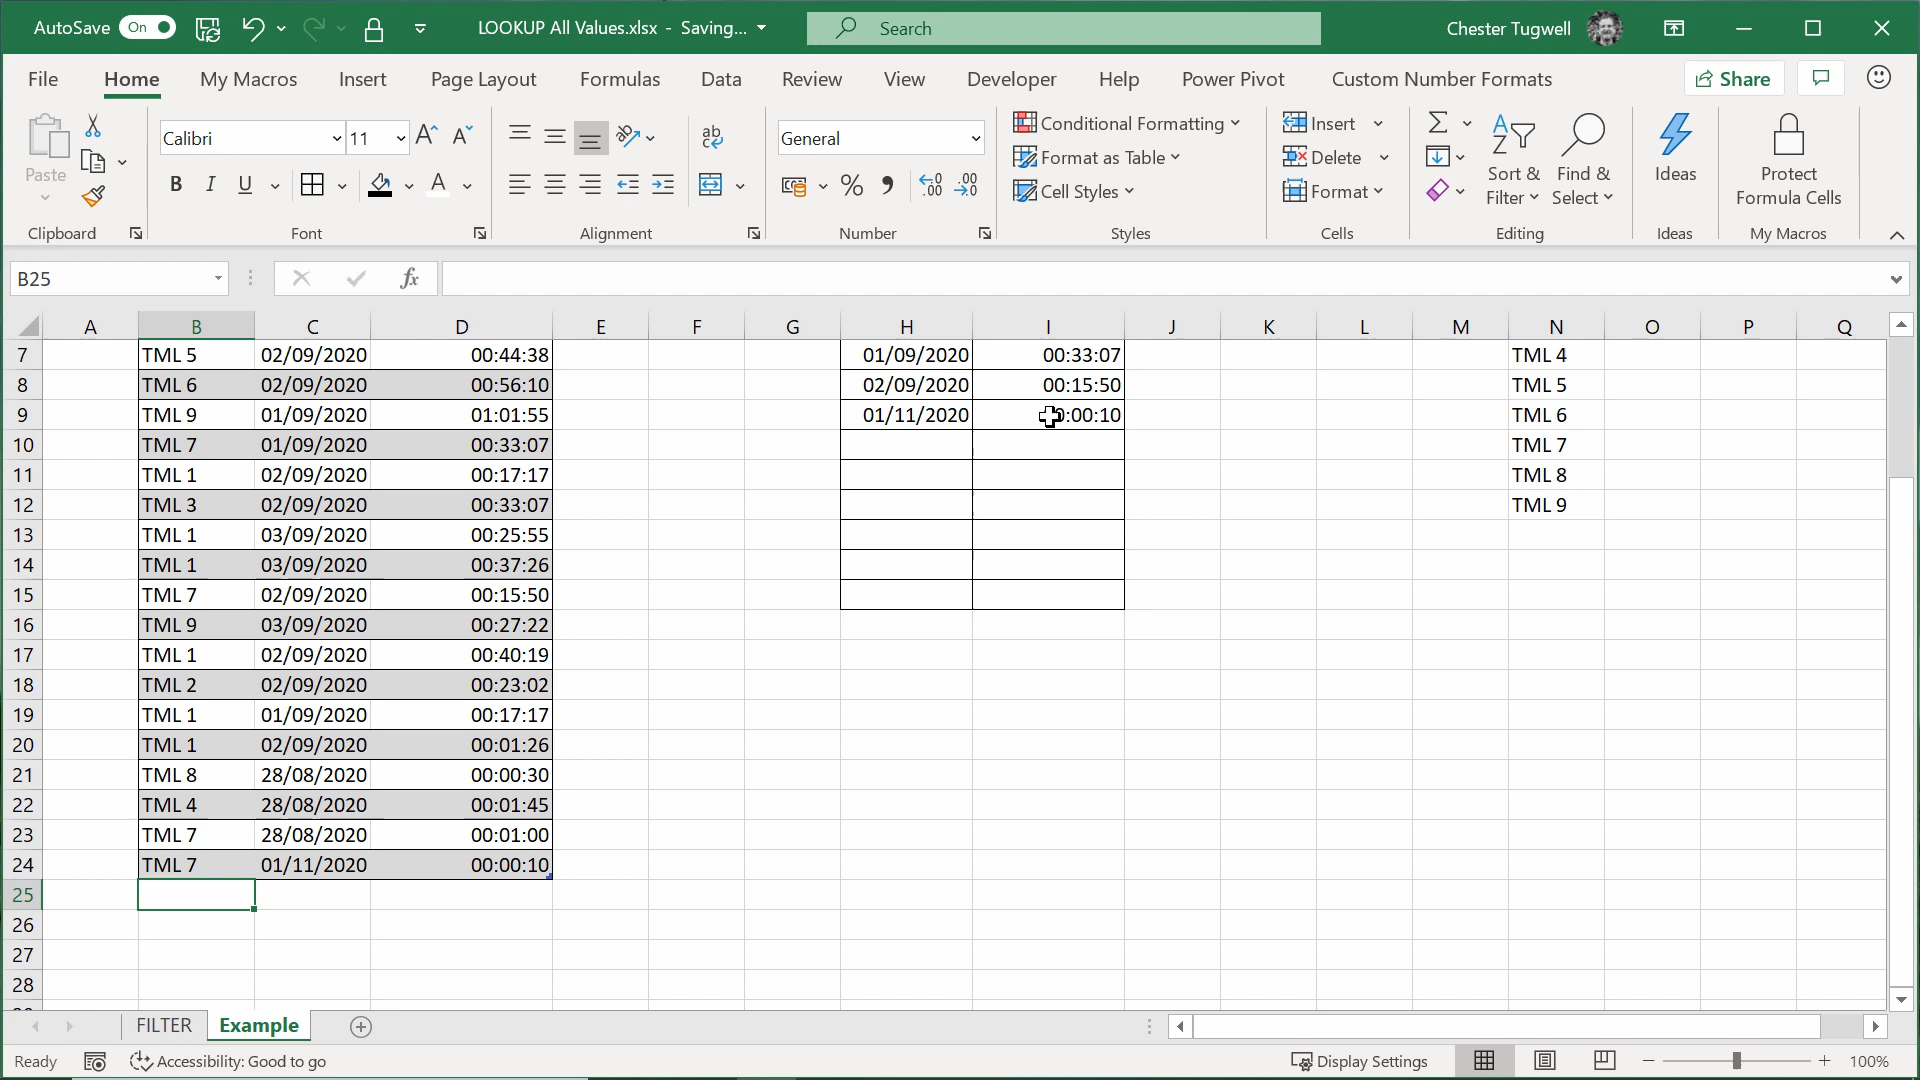 AutoSave On LOOKUP All Values.xlsx - Saving... Search Chester Tugwell
File Home My Macros Insert Page Layout Formulas Data Review View Developer Help Power Pivot Custom Number Formats Share
Paste
Clipboard
Calibri 11
B I U A
Font
ab
Alignment
General
% .00 .00
Number
Conditional Formatting
Format as Table
Cell Styles
Styles
Insert
Delete
Format
Cells
Sort & Filter
Find & Select
Editing
Ideas
Ideas
Protect Formula Cells
My Macros
B25 fx
A B C D E F G H I J K L M N O P Q
7 TML 5 02/09/2020 00:44:38 01/09/2020 00:33:07 TML 4
8 TML 6 02/09/2020 00:56:10 02/09/2020 00:15:50 TML 5
9 TML 9 01/09/2020 01:01:55 01/11/2020 :00:10 TML 6
10 TML 7 01/09/2020 00:33:07 TML 7
11 TML 1 02/09/2020 00:17:17 TML 8
12 TML 3 02/09/2020 00:33:07 TML 9
13 TML 1 03/09/2020 00:25:55
14 TML 1 03/09/2020 00:37:26
15 TML 7 02/09/2020 00:15:50
16 TML 9 03/09/2020 00:27:22
17 TML 1 02/09/2020 00:40:19
18 TML 2 02/09/2020 00:23:02
19 TML 1 01/09/2020 00:17:17
20 TML 1 02/09/2020 00:01:26
21 TML 8 28/08/2020 00:00:30
22 TML 4 28/08/2020 00:01:45
23 TML 7 28/08/2020 00:01:00
24 TML 7 01/11/2020 00:00:10
25
26
27
28
FILTER Example
Ready Accessibility: Good to go Display Settings 100%